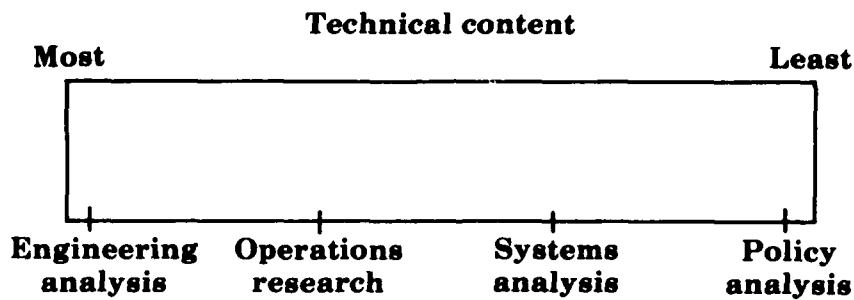 Technical content
Most Least
Engineering Operations Systems Policy
analysis research analysis analysis